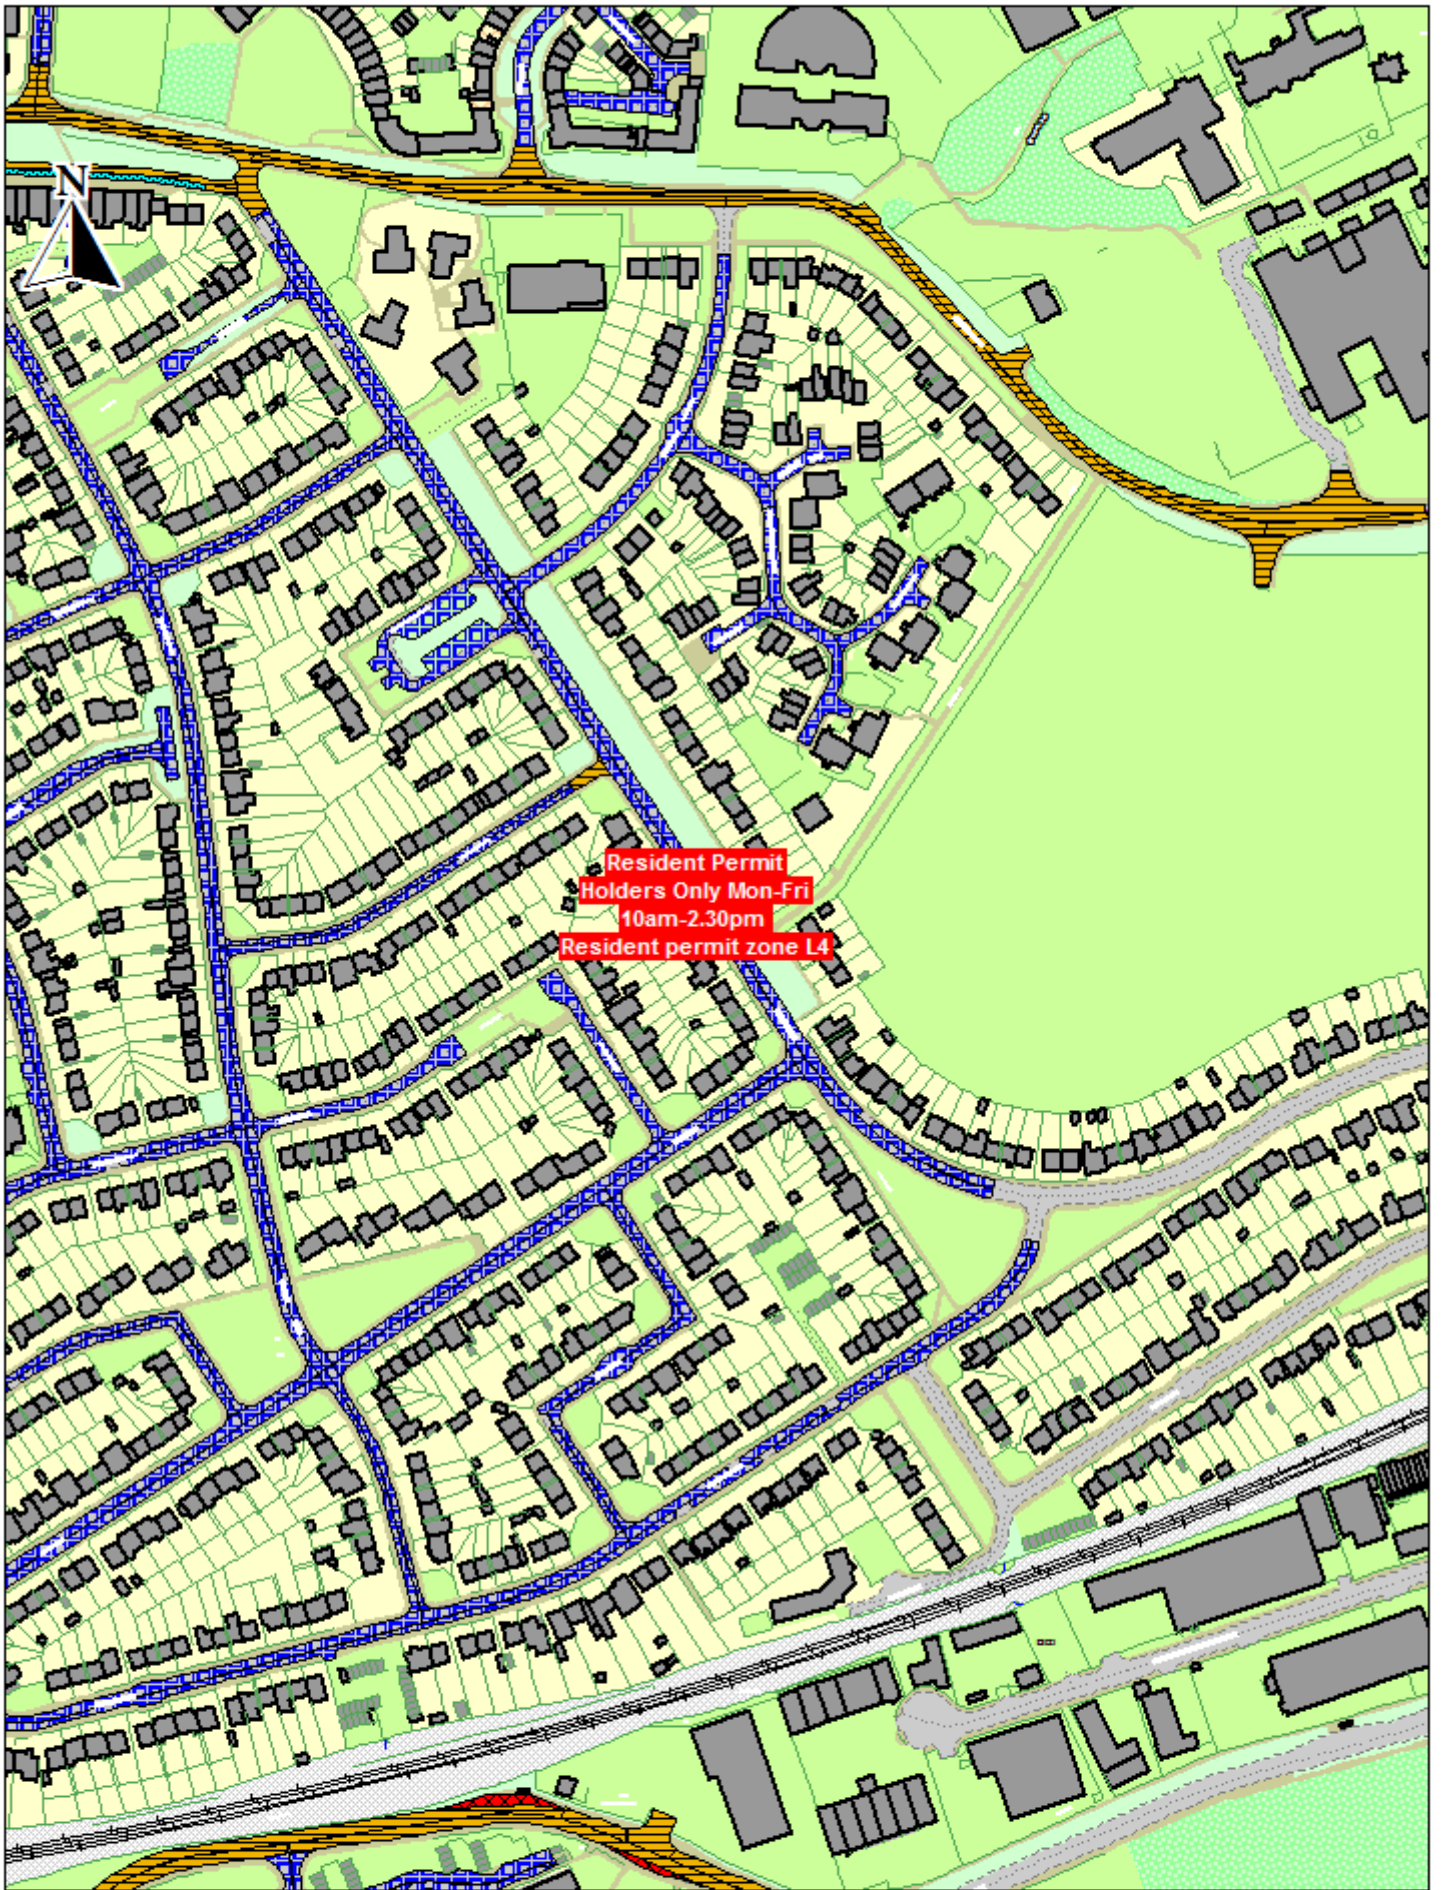 N
Resident Permit
Holders Only Mon-Fri
10am-2.30pm
Resident permit zone L4